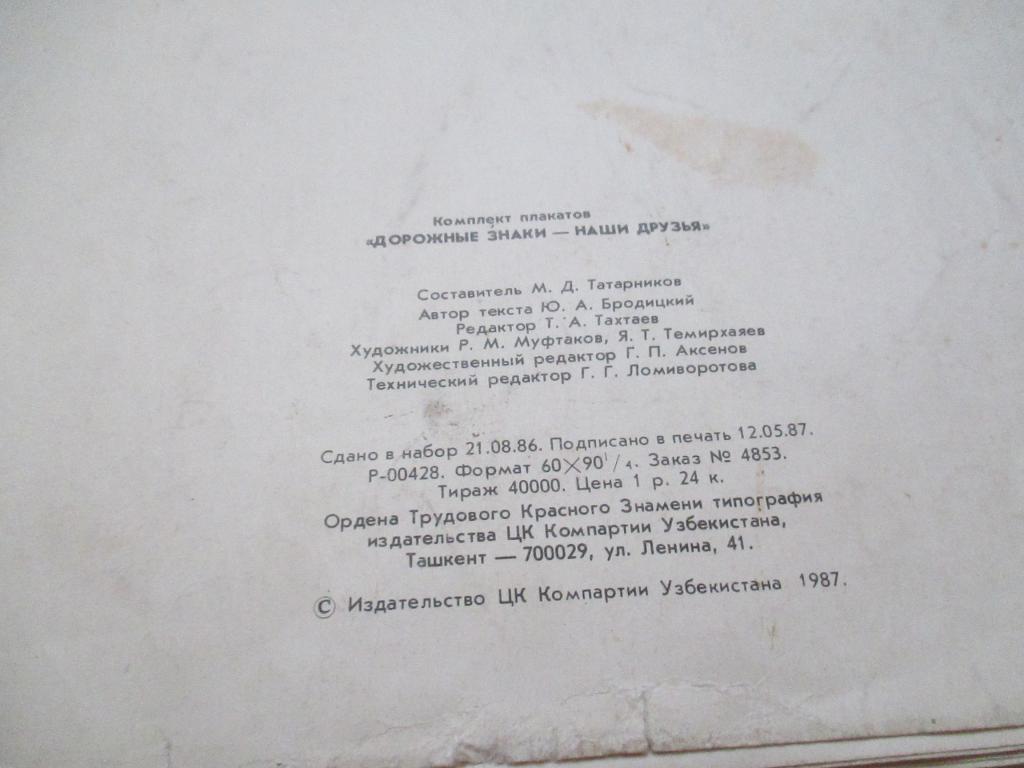 Комплект плакатов
«ДОРОЖНЫЕ ЗНАКИ — НАШИ ДРУЗЬЯ»
Составитель М. Д. Татарников
Автор текста Ю. А. Бродицкий
Редактор Т. А. Тахтаев
Художники Р. М. Муфтаков, Я. Т. Темирхаяев
Художественный редактор Г. П. Аксенов
Технический редактор Г. Г. Ломиворотова
Сдано в набор 21.08.86. Подписано в печать 12.05.87.
Р-00428. Формат 60×90¹/₄. Заказ № 4853.
Тираж 40000. Цена 1 р. 24 к.
Ордена Трудового Красного Знамени типография
издательства ЦК Компартии Узбекистана,
Ташкент — 700029, ул. Ленина, 41.
© Издательство ЦК Компартии Узбекистана 1987.